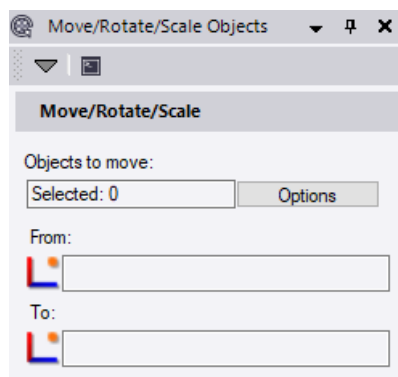 Move/Rotate/Scale Objects
Move/Rotate/Scale
Objects to move:
Selected: 0 Options
From:
To: